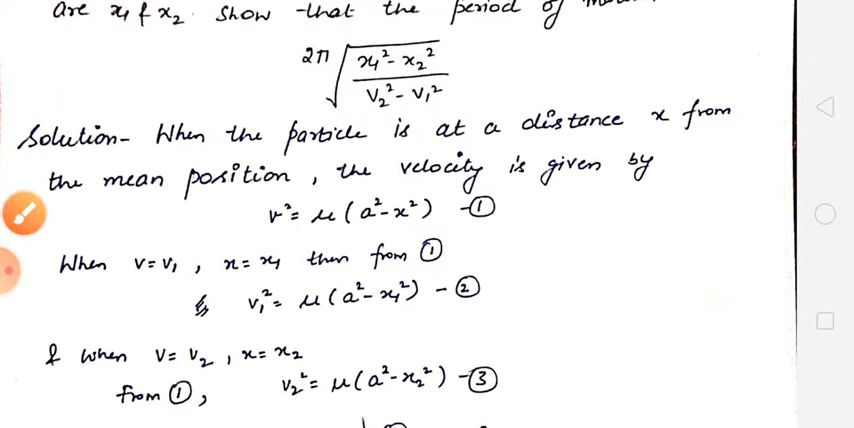 are x₁ & x₂. Show that the period of
2π √((x₁² - x₂²)/(v₂² - v₁²))
Solution- When the particle is at a distance x from
the mean position, the velocity is given by
v² = μ(a² - x²) -①
When v = v₁, x = x₁ then from ①
v₁² = μ(a² - x₁²) - ②
& when v = v₂, x = x₂
from ①, v₂² = μ(a² - x₂²) -③